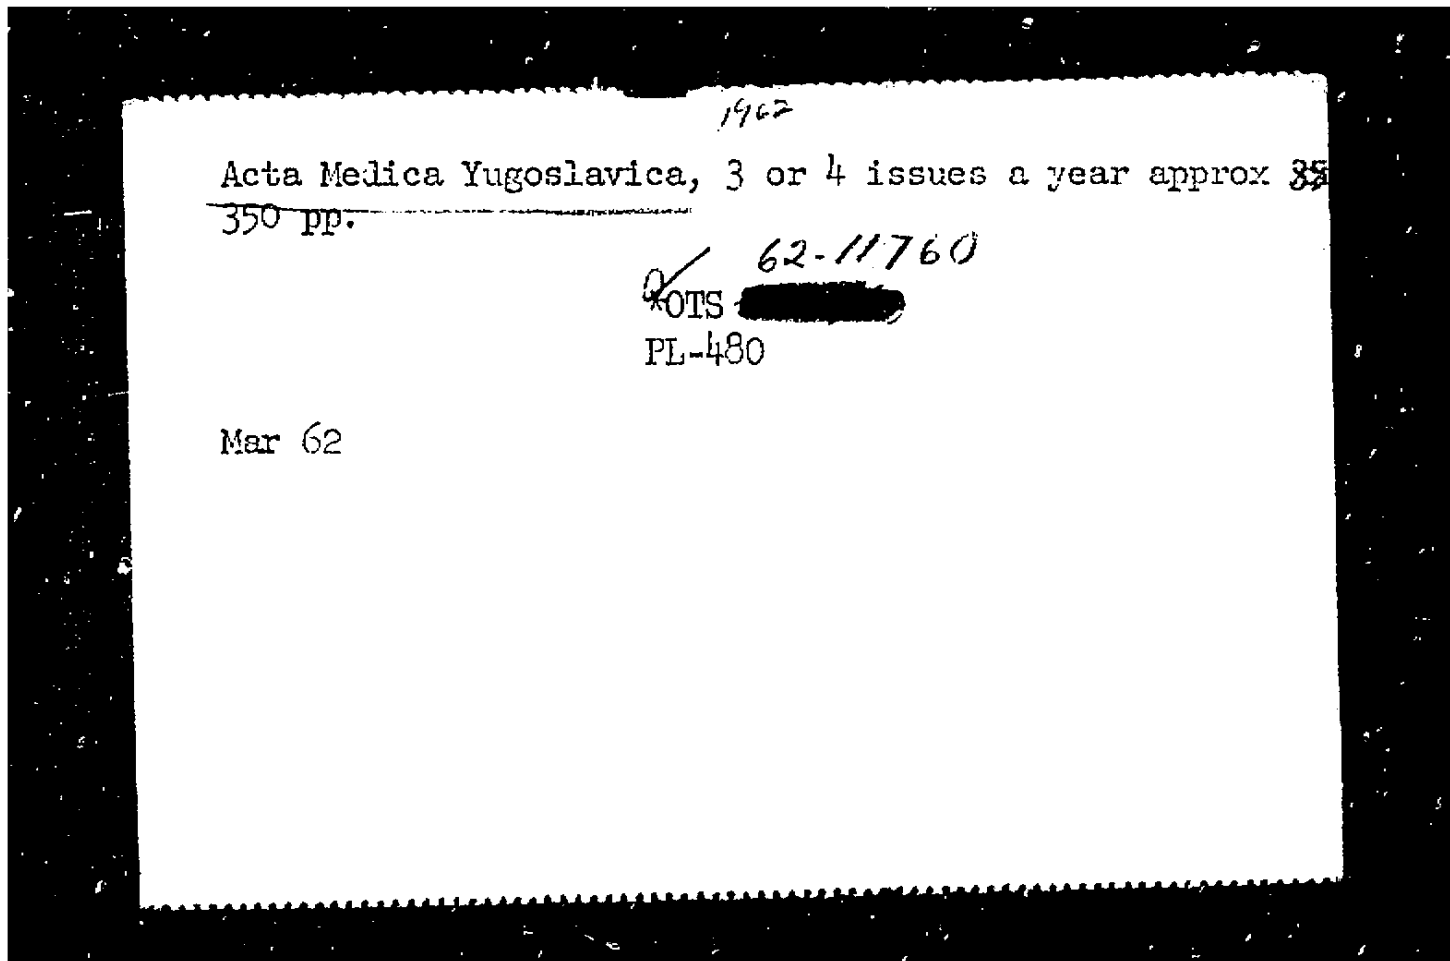 1962
Acta Medica Yugoslavica, 3 or 4 issues a year approx
350 pp.
62-11760
*OTS
PL-480
Mar 62